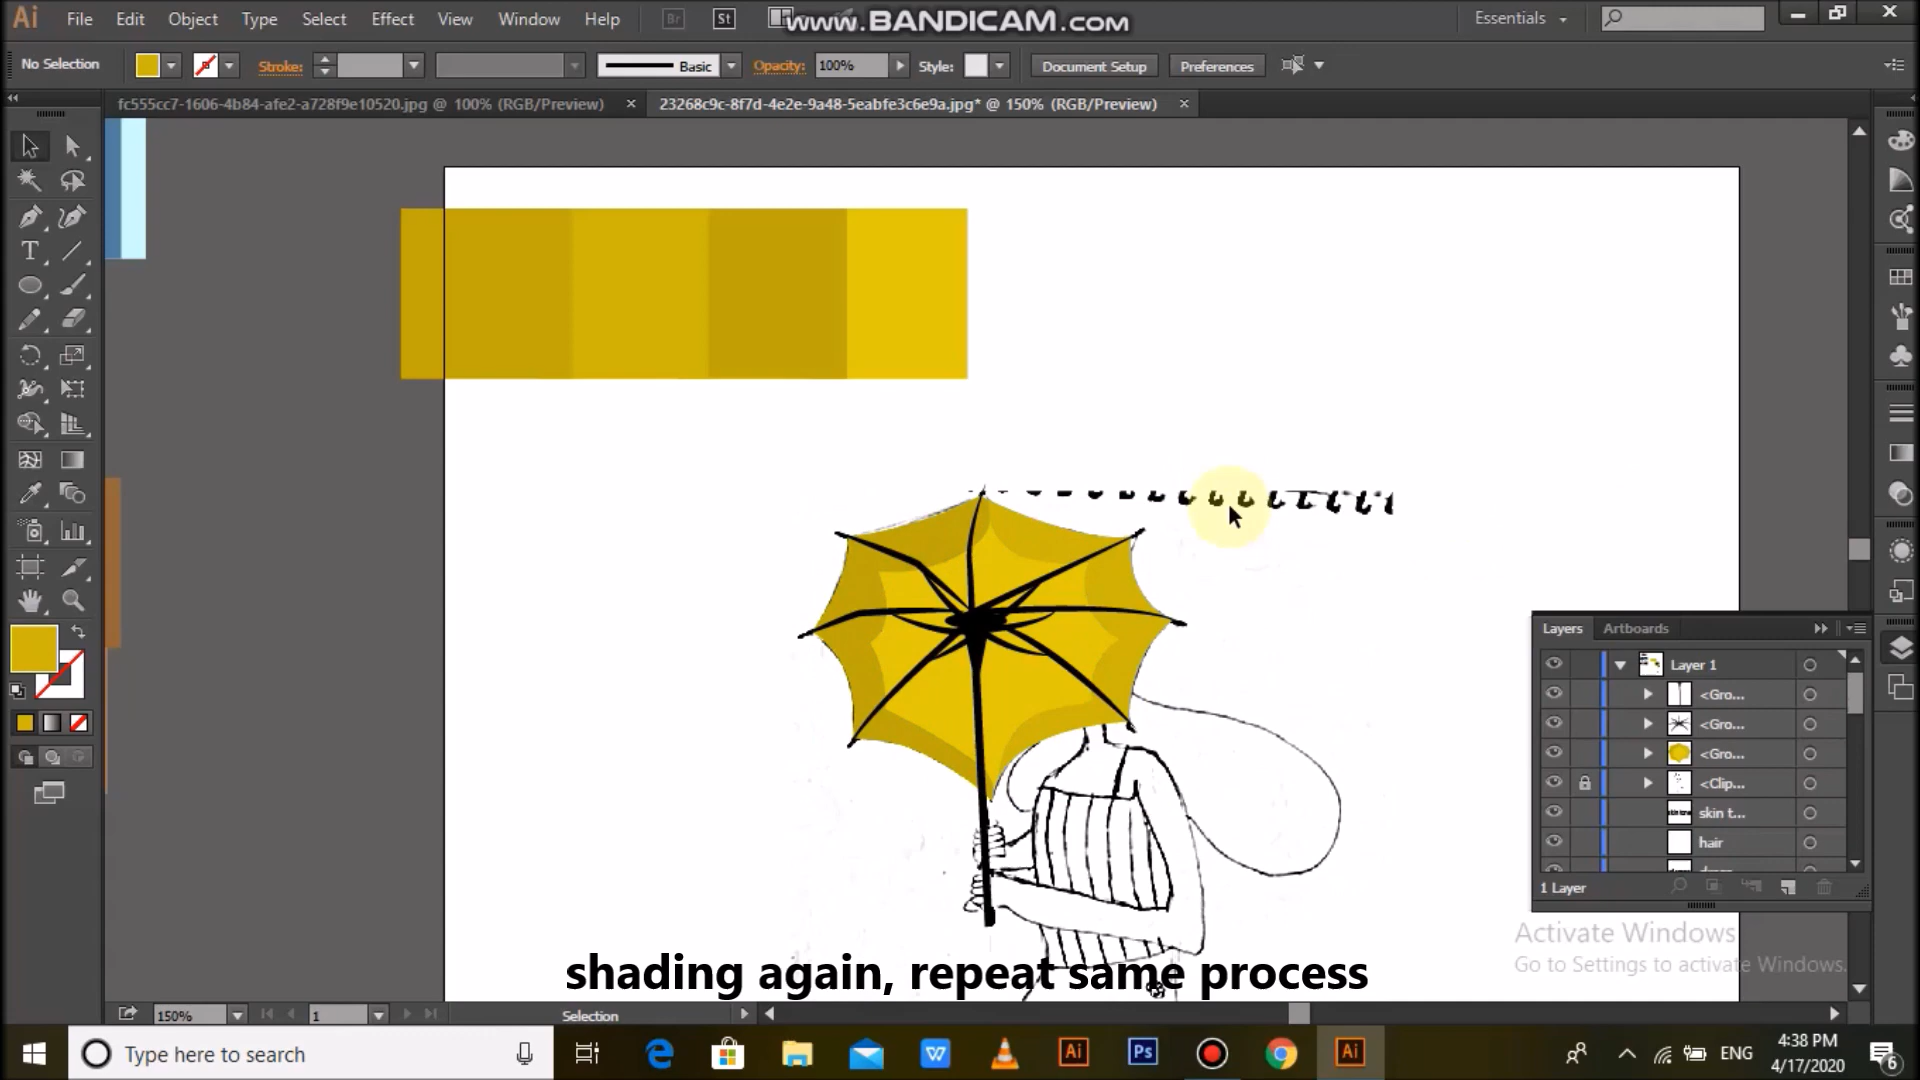 Ai File Edit Object Type Select Effect View Window Help Br St www.BANDICAM.com Essentials
No Selection Stroke: Basic Opacity: 100% Style: Document Setup Preferences
fc555cc7-1606-4b84-afe2-a728f9e10520.jpg @ 100% (RGB/Preview) × 23268c9c-8f7d-4e2e-9a48-5eabfe3c6e9a.jpg* @ 150% (RGB/Preview) ×
Layers Artboards
Layer 1
<Gro...
<Gro...
<Gro...
<Clip...
skin t...
hair
1 Layer
Activate Windows
Go to Settings to activate Windows.
shading again, repeat same process
150% 1 Selection
Type here to search
Ai Ps Ai
ENG
4:38 PM
4/17/2020
6